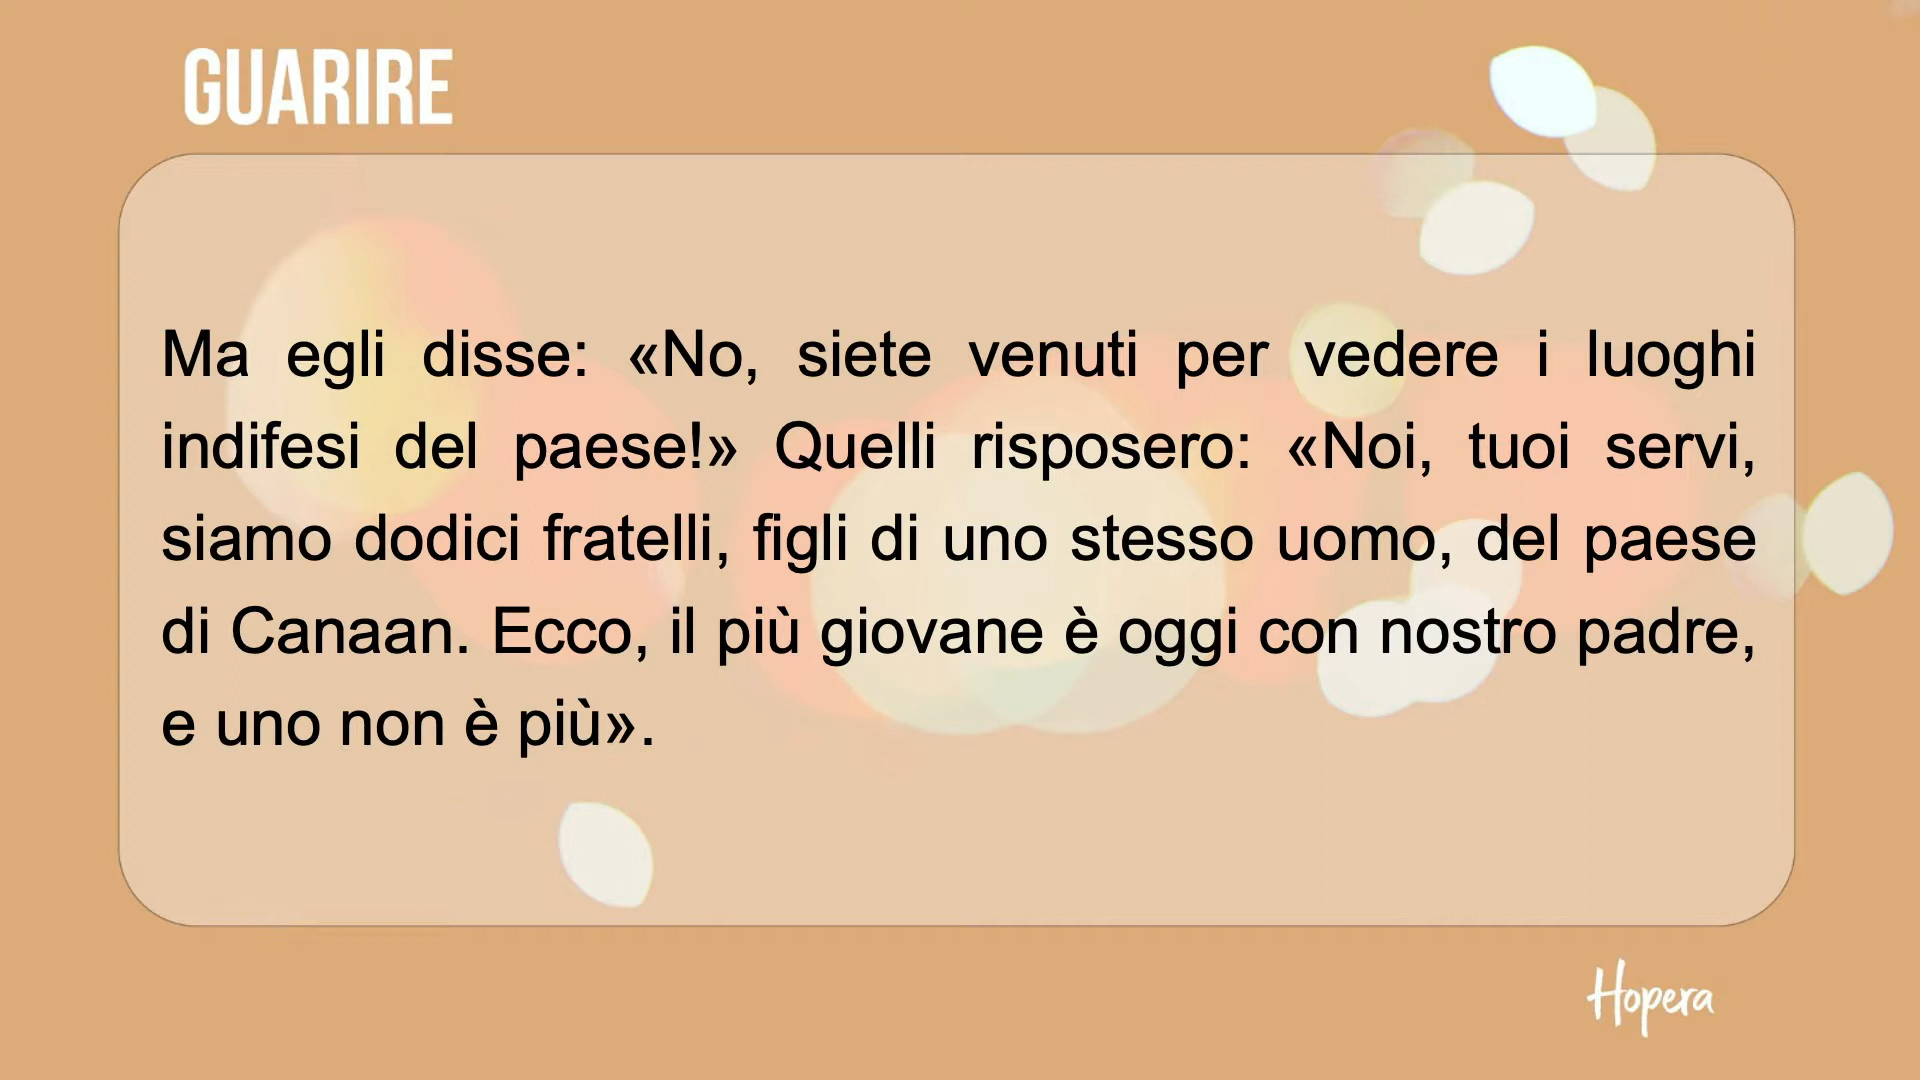 GUARIRE
Ma egli disse: «No, siete venuti per vedere i luoghi
indifesi del paese!» Quelli risposero: «Noi, tuoi servi,
siamo dodici fratelli, figli di uno stesso uomo, del paese
di Canaan. Ecco, il più giovane è oggi con nostro padre,
e uno non è più».
Hopera